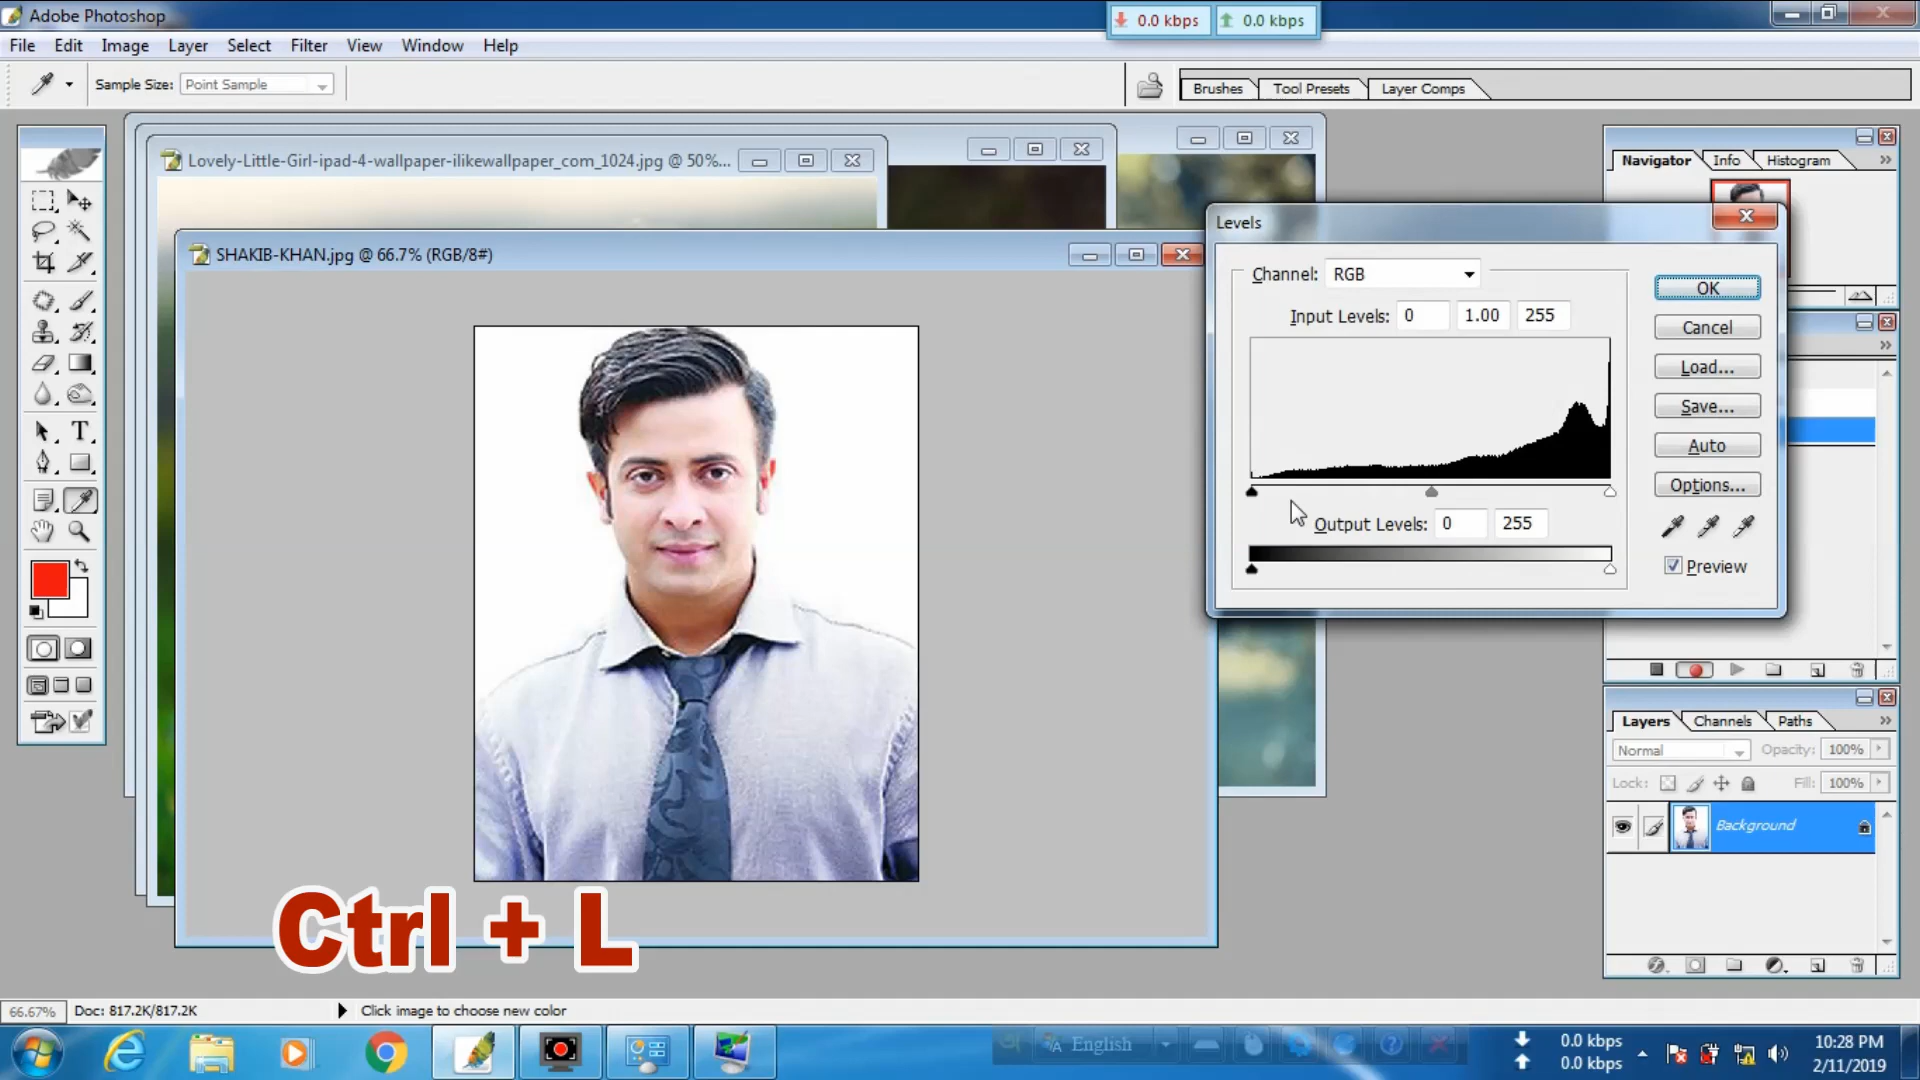 Adobe Photoshop
0.0 kbps
0.0 kbps
File Edit Image Layer Select Filter View Window Help
Sample Size: Point Sample
Brushes Tool Presets Layer Comps
Lovely-Little-Girl-ipad-4-wallpaper-ilikewallpaper_com_1024.jpg @ 50%...
Navigator Info Histogram
SHAKIB-KHAN.jpg @ 66.7% (RGB/8#)
Levels
Channel: RGB
Input Levels: 0 1.00 255
OK
Cancel
Load...
Save...
Auto
Options...
Output Levels: 0 255
Preview
T
Layers Channels Paths
Normal Opacity: 100%
Lock: Fill: 100%
Background
Ctrl + L
66.67% Doc: 817.2K/817.2K Click image to choose new color
English
0.0 kbps
0.0 kbps
10:28 PM
2/11/2019